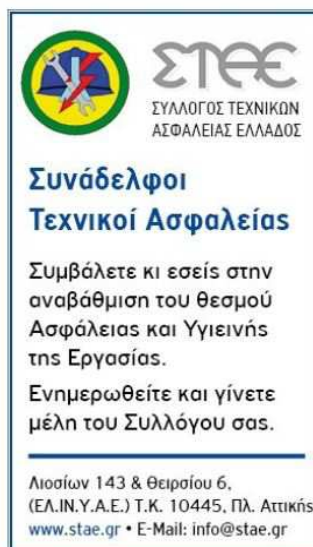 ΣΤΑΕ
ΣΥΛΛΟΓΟΣ ΤΕΧΝΙΚΩΝ
ΑΣΦΑΛΕΙΑΣ ΕΛΛΑΔΟΣ
Συνάδελφοι
Τεχνικοί Ασφαλείας
Συμβάλετε κι εσείς στην
αναβάθμιση του θεσμού
Ασφάλειας και Υγιεινής
της Εργασίας.
Ενημερωθείτε και γίνετε
μέλη του Συλλόγου σας.
Λιοσίων 143 & Θειρσίου 6,
(ΕΛ.ΙΝ.Υ.Α.Ε.) Τ.Κ. 10445, Πλ. Αττικής
www.stae.gr • E-Mail: info@stae.gr